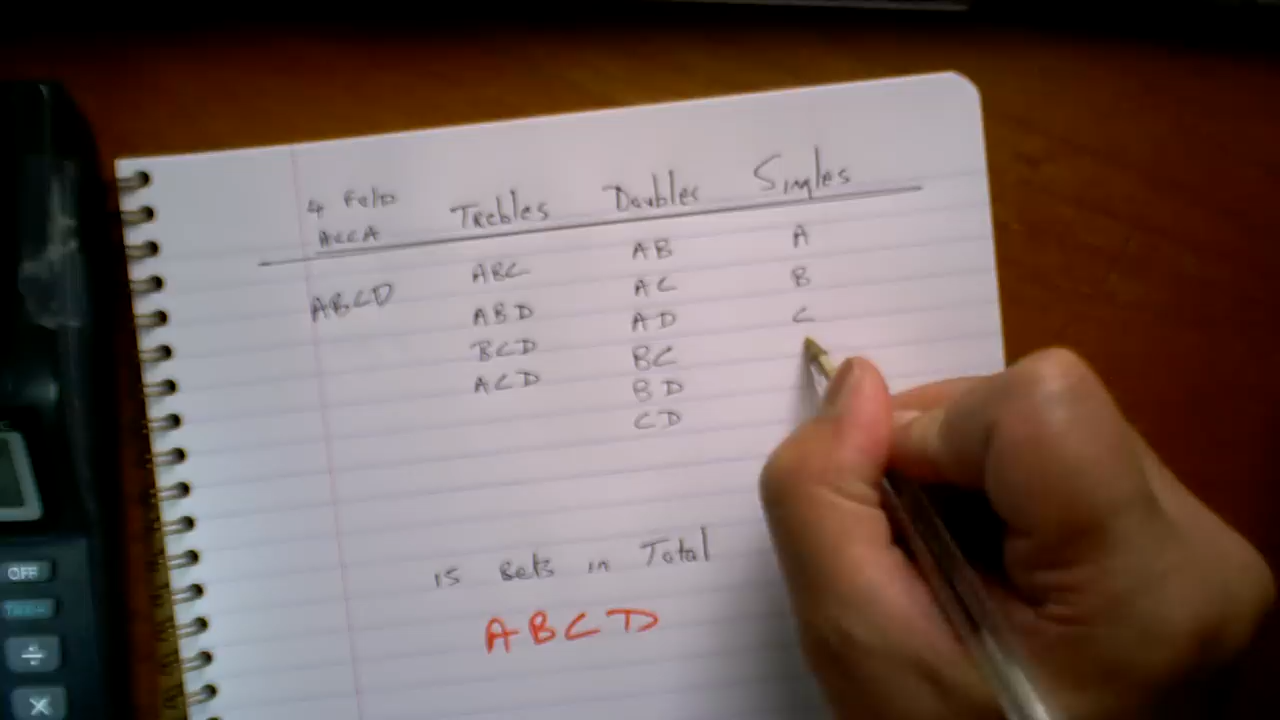 4 Fold Trebles Doubles Singles
ACCA
ABCD ABC AB A
ABD AC B
BCD AD C
ACD BC
BD
CD
15 Bets in Total
ABCD
OFF
÷
×